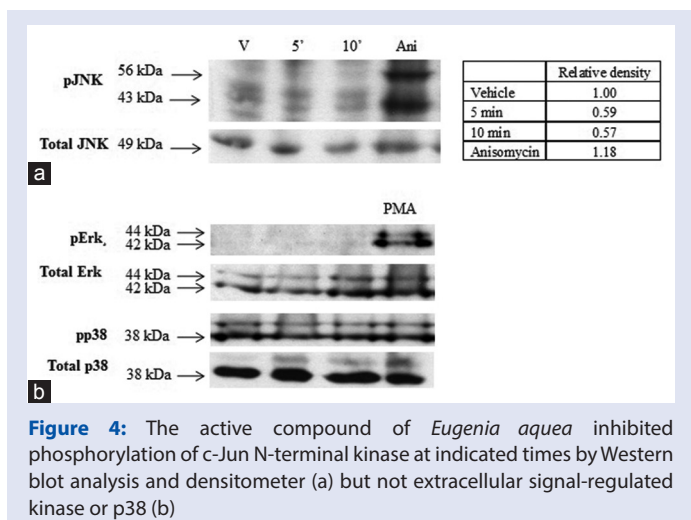 V 5' 10' Ani
pJNK 56 kDa
43 kDa
Total JNK 49 kDa
a
Relative density
Vehicle 1.00
5 min 0.59
10 min 0.57
Anisomycin 1.18
PMA
pErk. 44 kDa
42 kDa
Total Erk 44 kDa
42 kDa
pp38 38 kDa
Total p38 38 kDa
b
Figure 4: The active compound of Eugenia aquea inhibited
phosphorylation of c-Jun N-terminal kinase at indicated times by Western
blot analysis and densitometer (a) but not extracellular signal-regulated
kinase or p38 (b)